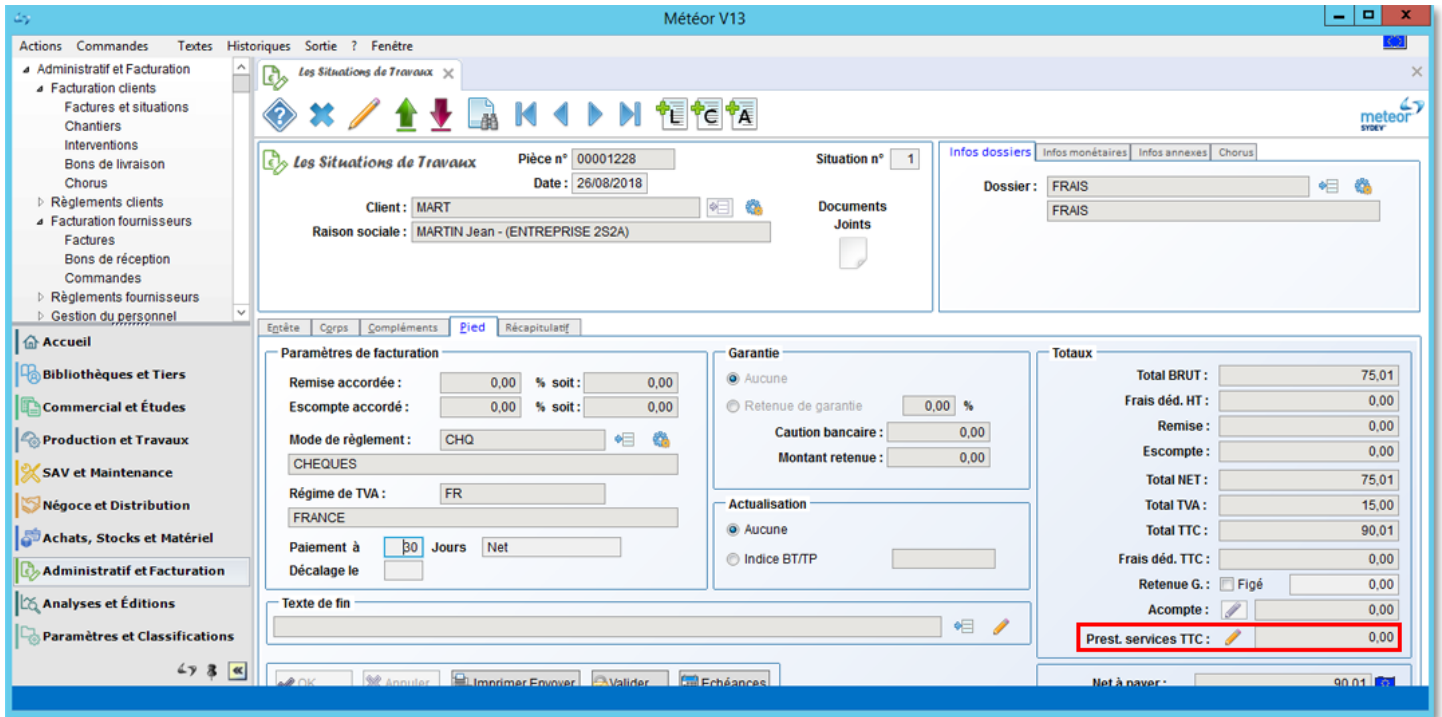 Météor V13
Actions Commandes Textes Historiques Sortie ? Fenêtre
Administratif et Facturation
Facturation clients
Factures et situations
Chantiers
Interventions
Bons de livraison
Chorus
Règlements clients
Facturation fournisseurs
Factures
Bons de réception
Commandes
Règlements fournisseurs
Gestion du personnel
Accueil
Bibliothèques et Tiers
Commercial et Études
Production et Travaux
SAV et Maintenance
Négoce et Distribution
Achats, Stocks et Matériel
Administratif et Facturation
Analyses et Éditions
Paramètres et Classifications
Les Situations de Travaux
L C A
meteor
SYDEV
Les Situations de Travaux
Pièce n° 00001228
Situation n° 1
Date : 26/08/2018
Client : MART
Raison sociale : MARTIN Jean - (ENTREPRISE 2S2A)
Documents
Joints
Infos dossiers Infos monétaires Infos annexes Chorus
Dossier : FRAIS
FRAIS
Entête Corps Compléments Pied Récapitulatif
Paramètres de facturation
Remise accordée : 0,00 % soit : 0,00
Escompte accordé : 0,00 % soit : 0,00
Mode de règlement : CHQ
CHEQUES
Régime de TVA : FR
FRANCE
Paiement à 30 Jours Net
Décalage le
Garantie
Aucune
Retenue de garantie 0,00 %
Caution bancaire : 0,00
Montant retenue : 0,00
Actualisation
Aucune
Indice BT/TP
Totaux
Total BRUT : 75,01
Frais déd. HT : 0,00
Remise : 0,00
Escompte : 0,00
Total NET : 75,01
Total TVA : 15,00
Total TTC : 90,01
Frais déd. TTC : 0,00
Retenue G. : Figé 0,00
Acompte : 0,00
Prest. services TTC : 0,00
Texte de fin
OK Annuler Imprimer Envoyer Valider Echéances
Net à payer : 90,01